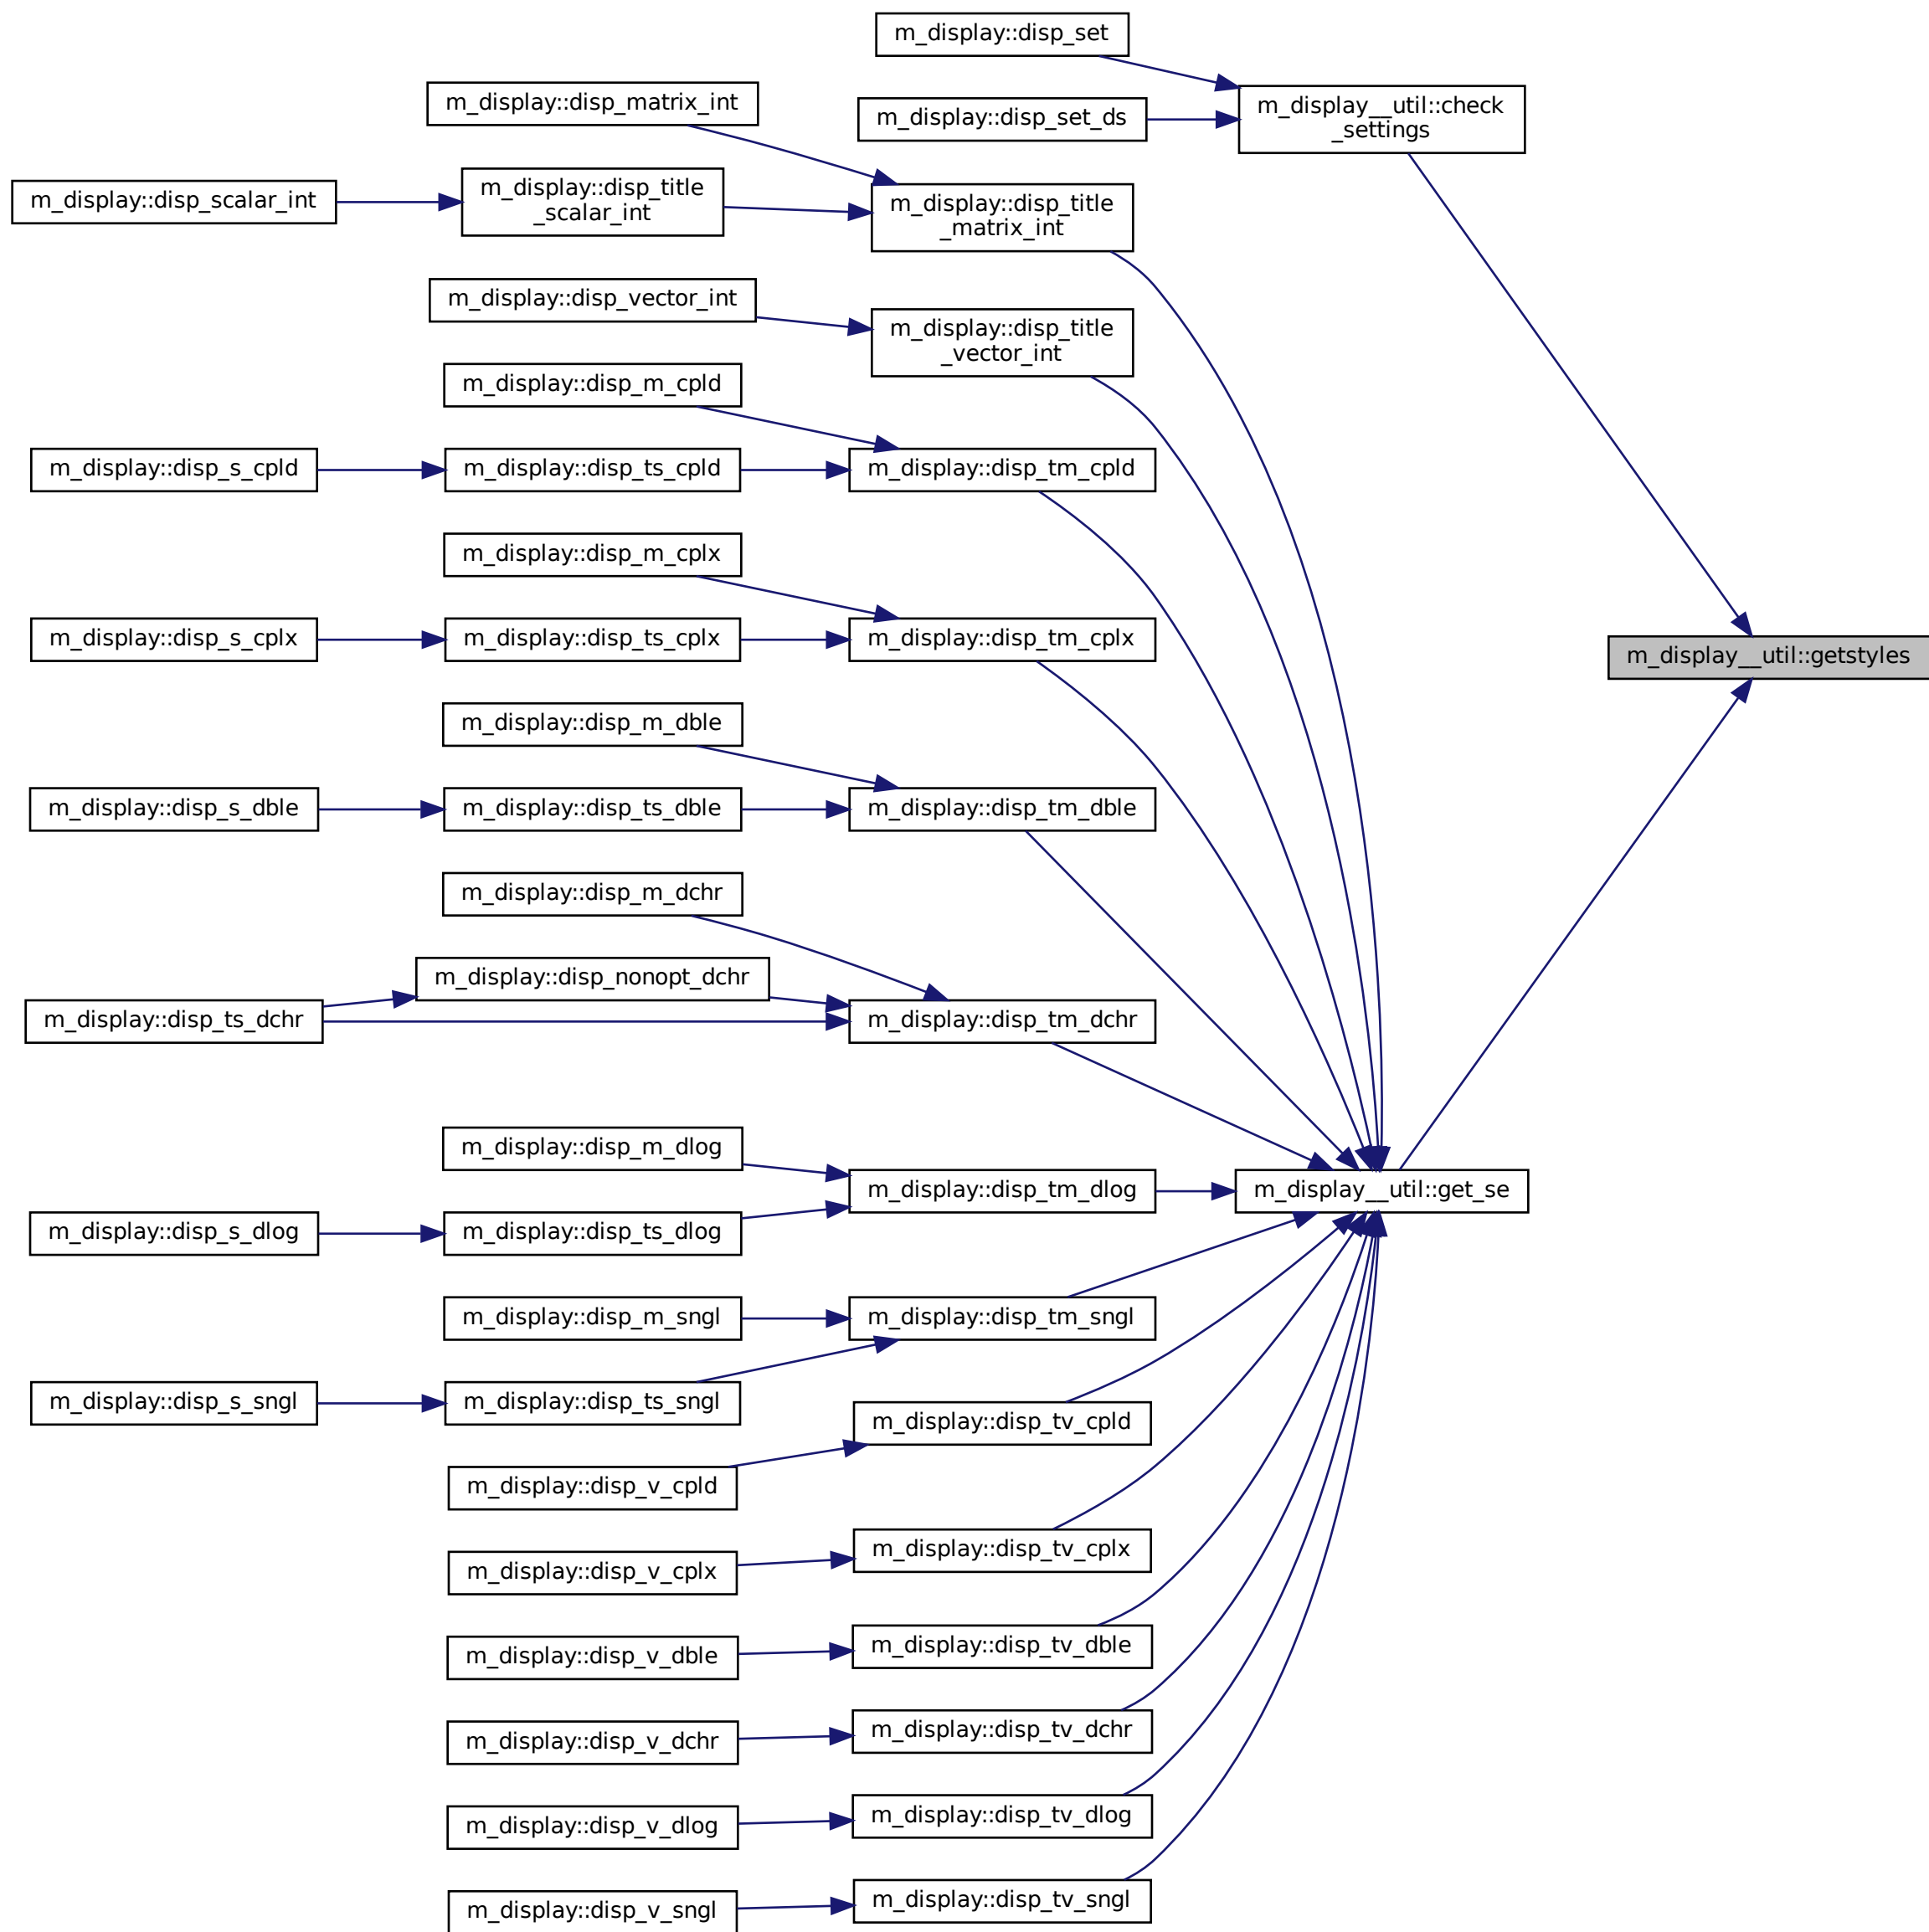 m_display::disp_set
m_display::disp_matrix_int
m_display__util::check
_settings
m_display::disp_set_ds
m_display::disp_scalar_int
m_display::disp_title
_scalar_int
m_display::disp_title
_matrix_int
m_display::disp_vector_int
m_display::disp_title
_vector_int
m_display::disp_m_cpld
m_display::disp_s_cpld
m_display::disp_ts_cpld
m_display::disp_tm_cpld
m_display::disp_m_cplx
m_display::disp_s_cplx
m_display::disp_ts_cplx
m_display::disp_tm_cplx
m_display__util::getstyles
m_display::disp_m_dble
m_display::disp_s_dble
m_display::disp_ts_dble
m_display::disp_tm_dble
m_display::disp_m_dchr
m_display::disp_nonopt_dchr
m_display::disp_ts_dchr
m_display::disp_tm_dchr
m_display::disp_m_dlog
m_display::disp_tm_dlog
m_display__util::get_se
m_display::disp_s_dlog
m_display::disp_ts_dlog
m_display::disp_m_sngl
m_display::disp_tm_sngl
m_display::disp_s_sngl
m_display::disp_ts_sngl
m_display::disp_tv_cpld
m_display::disp_v_cpld
m_display::disp_tv_cplx
m_display::disp_v_cplx
m_display::disp_tv_dble
m_display::disp_v_dble
m_display::disp_tv_dchr
m_display::disp_v_dchr
m_display::disp_tv_dlog
m_display::disp_v_dlog
m_display::disp_tv_sngl
m_display::disp_v_sngl